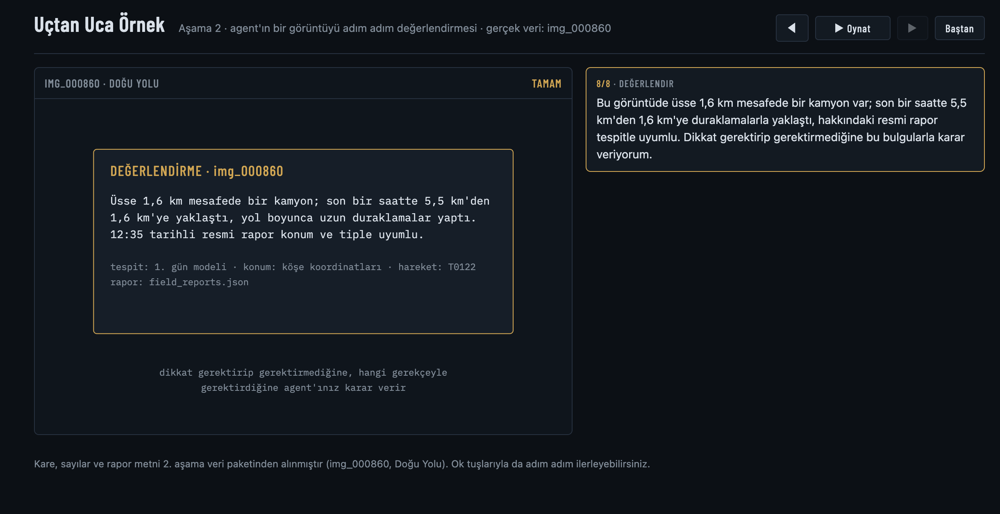 Uçtan Uca Örnek
Aşama 2 · agent'ın bir görüntüyü adım adım değerlendirmesi · gerçek veri: img_000860
◀
▶ Oynat
▶
Baştan
IMG_000860 · DOĞU YOLU
TAMAM
DEĞERLENDİRME · img_000860
Üsse 1,6 km mesafede bir kamyon; son bir saatte 5,5 km'den
1,6 km'ye yaklaştı, yol boyunca uzun duraklamalar yaptı.
12:35 tarihli resmi rapor konum ve tiple uyumlu.
tespit: 1. gün modeli · konum: köşe koordinatları · hareket: T0122
rapor: field_reports.json
dikkat gerektirip gerektirmediğine, hangi gerekçeyle
gerektirdiğine agent'ınız karar verir
8/8 · DEĞERLENDIR
Bu görüntüde üsse 1,6 km mesafede bir kamyon var; son bir saatte 5,5
km'den 1,6 km'ye duraklamalarla yaklaştı, hakkındaki resmi rapor
tespitle uyumlu. Dikkat gerektirip gerektirmediğine bu bulgularla karar
veriyorum.
Kare, sayılar ve rapor metni 2. aşama veri paketinden alınmıştır (img_000860, Doğu Yolu). Ok tuşlarıyla da adım adım ilerleyebilirsiniz.